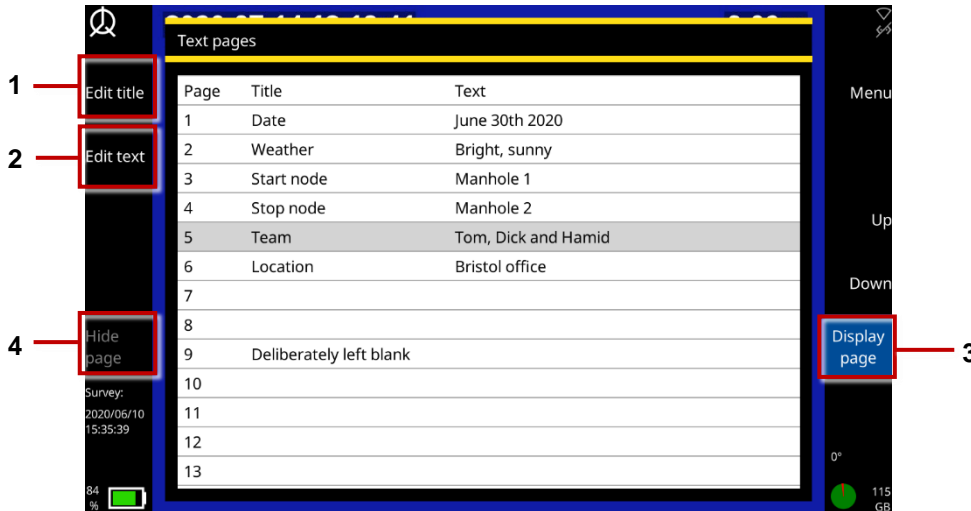 Text pages
1
Edit title
2
Edit text
4
Hide
page
Survey:
2020/06/10
15:35:39
84
%
Page Title Text
1 Date June 30th 2020
2 Weather Bright, sunny
3 Start node Manhole 1
4 Stop node Manhole 2
5 Team Tom, Dick and Hamid
6 Location Bristol office
7
8
9 Deliberately left blank
10
11
12
13
Menu
Up
Down
Display
page
3
0°
115
GB